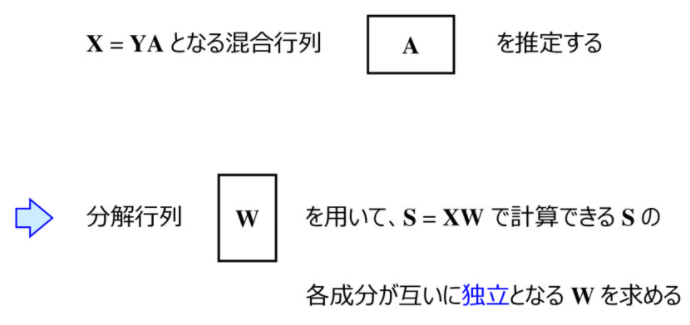 X = YA となる混合行列 A を推定する
分解行列 W を用いて、S = XW で計算できる S の
各成分が互いに独立となる W を求める